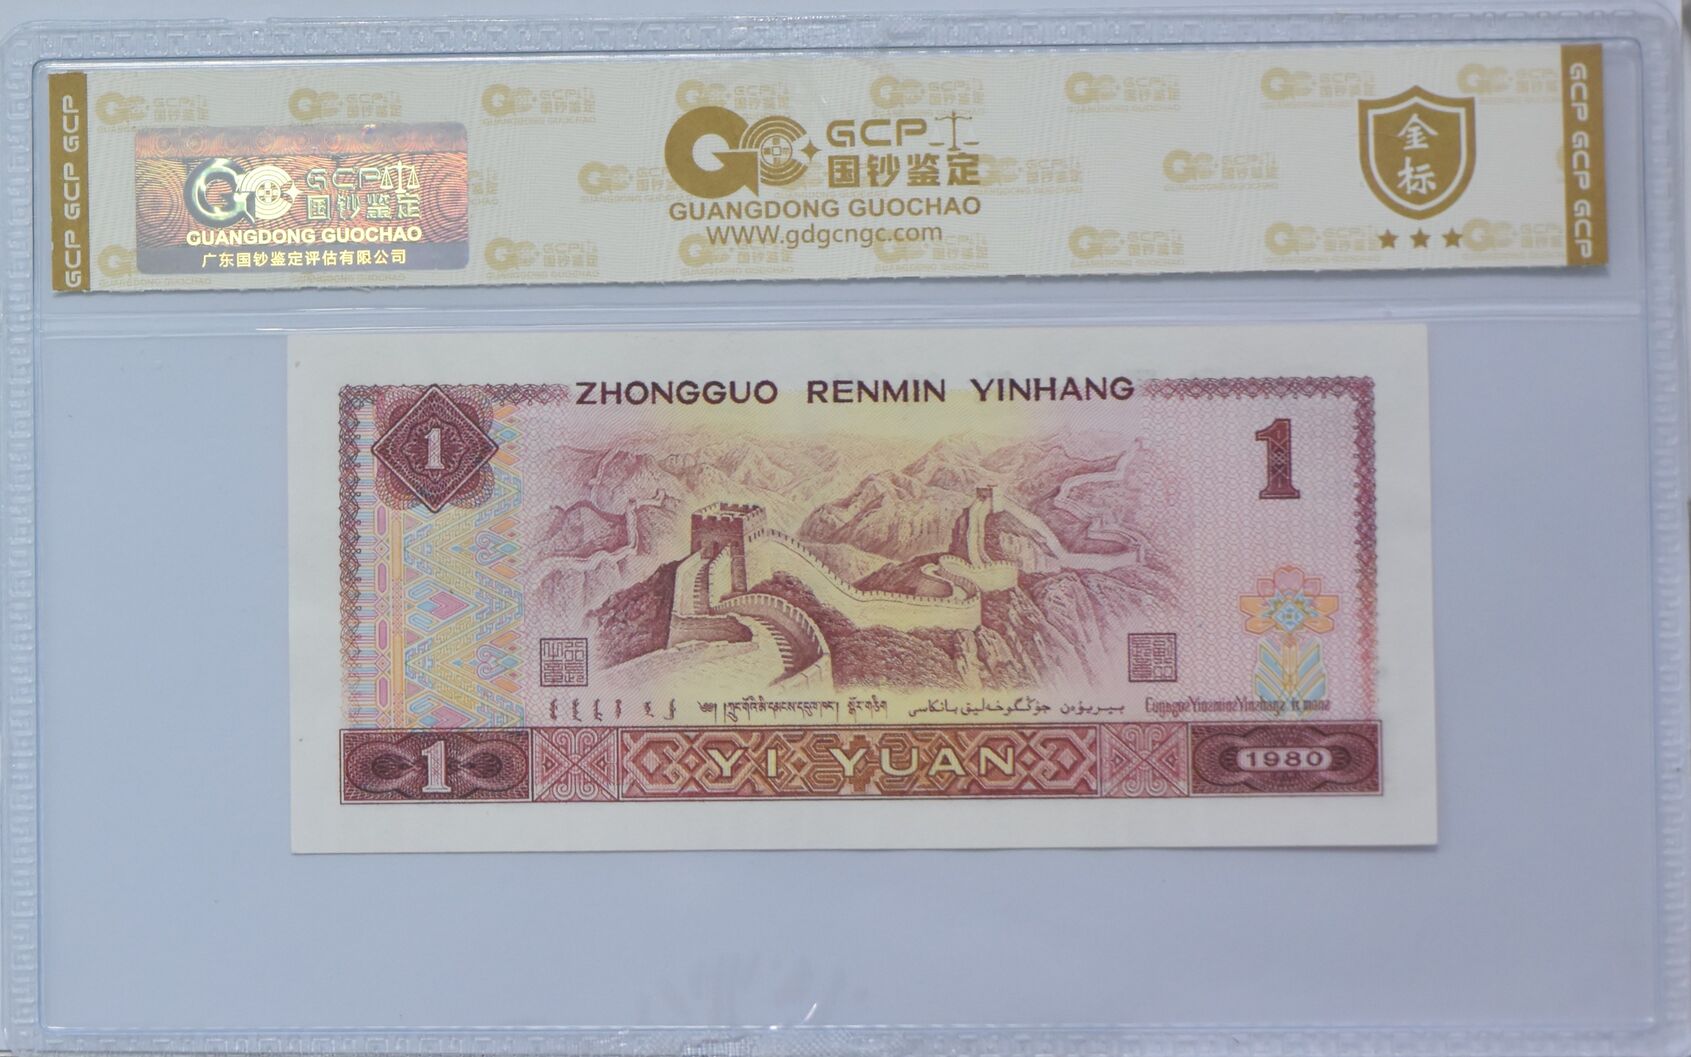 GCP GCP GCP
GCP
国钞鉴定
GUANGDONG GUOCHAO
广东国钞鉴定评估有限公司
GCP
国钞鉴定
GUANGDONG GUOCHAO
WWW.gdgcngc.com
金标
GCP GCP GCP
ZHONGGUO RENMIN YINHANG
1
1
1
YI YUAN
1980